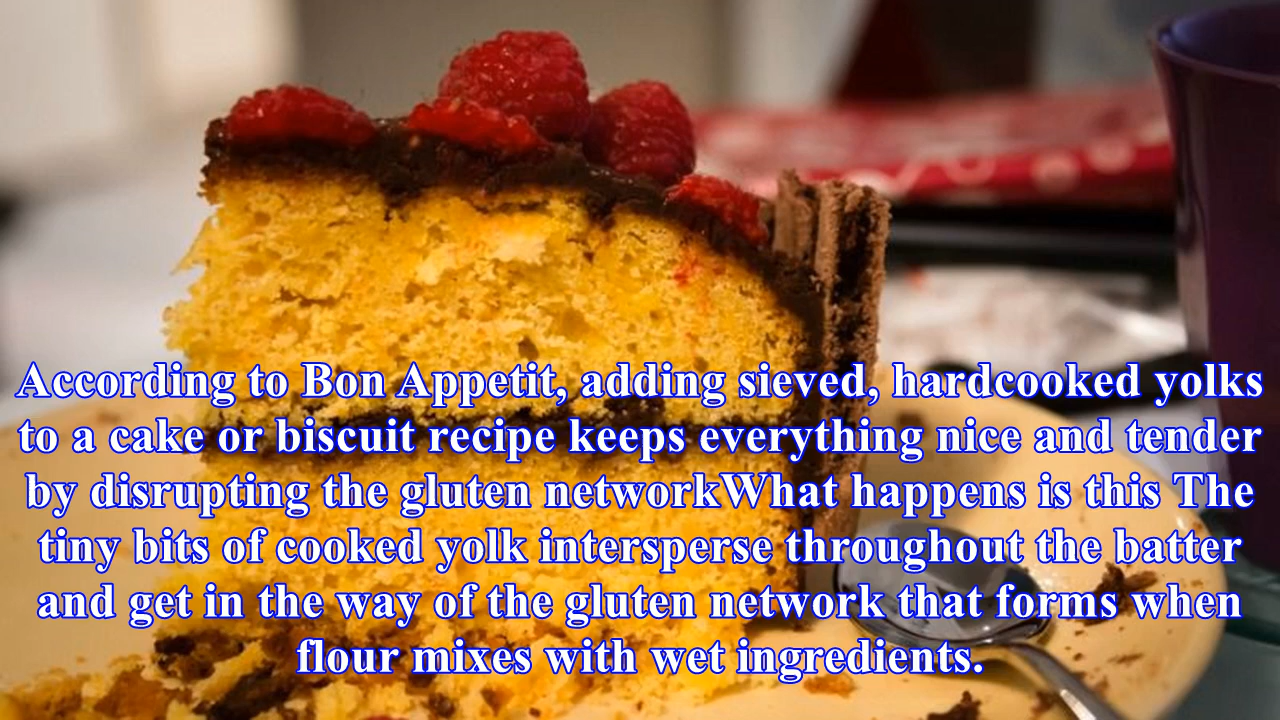 According to Bon Appetit, adding sieved, hardcooked yolks
to a cake or biscuit recipe keeps everything nice and tender
by disrupting the gluten networkWhat happens is this The
tiny bits of cooked yolk intersperse throughout the batter
and get in the way of the gluten network that forms when
flour mixes with wet ingredients.